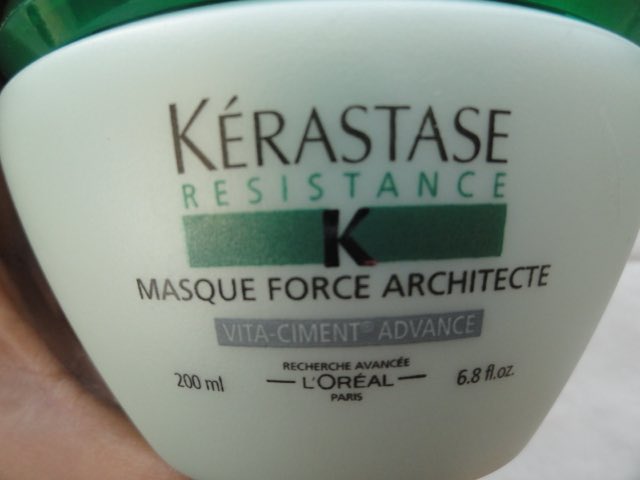 KÉRASTASE
RESISTANCE
K
MASQUE FORCE ARCHITECTE
VITA-CIMENT® ADVANCE
200 ml
RECHERCHE AVANCÉE
L'ORÉAL
PARIS
6.8 fl.oz.